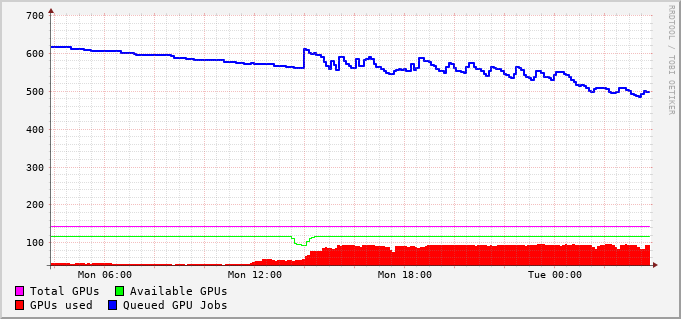 700
600
500
400
300
200
100
Mon 06:00 Mon 12:00 Mon 18:00 Tue 00:00
Total GPUs Available GPUs
GPUs used Queued GPU Jobs
RRDTOOL / TOBI OETIKER